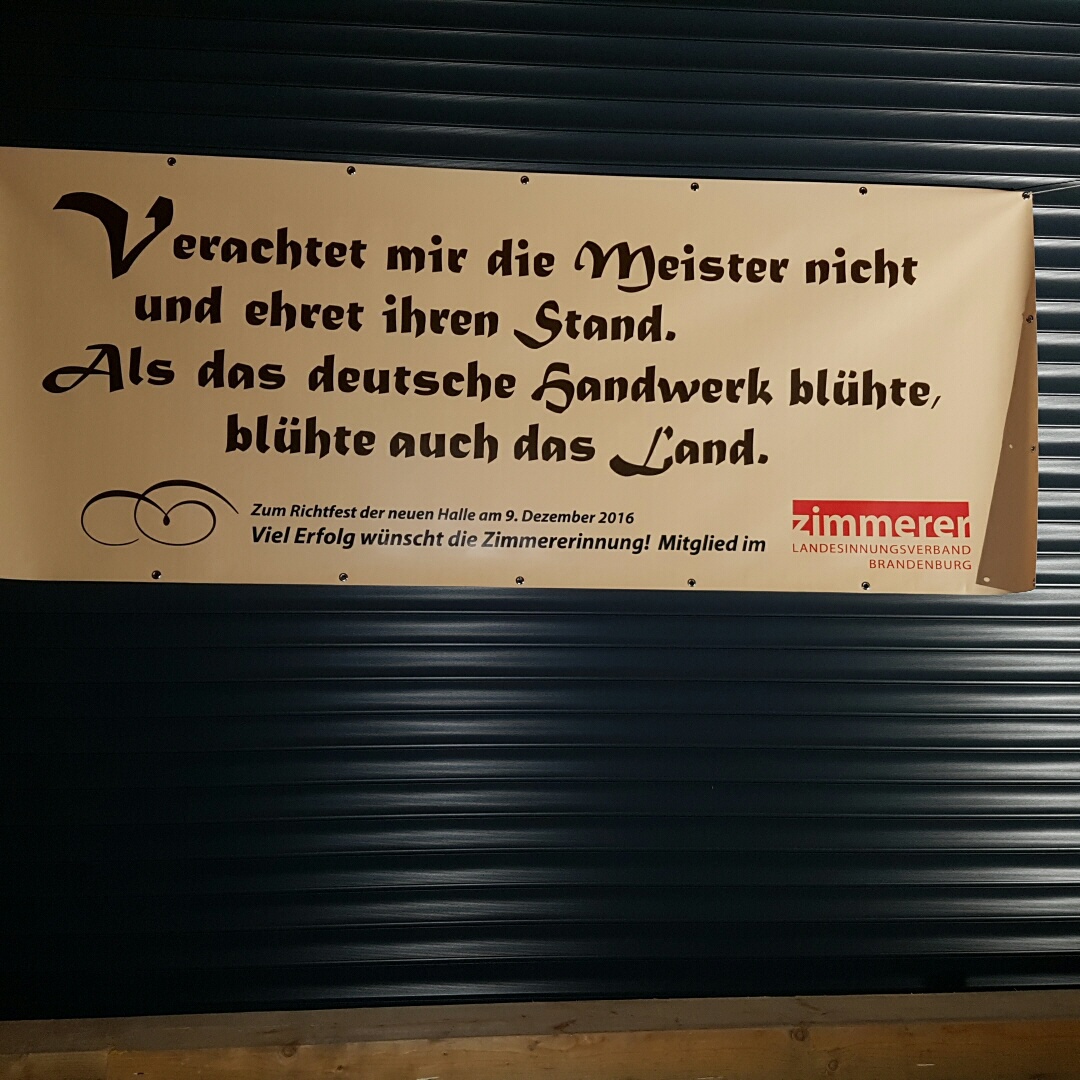 Verachtet mir die Meister nicht
und ehret ihren Stand.
Als das deutsche Handwerk blühte,
blühte auch das Land.
Zum Richtfest der neuen Halle am 9. Dezember 2016
Viel Erfolg wünscht die Zimmererinnung! Mitglied im
zimmerer
LANDESINNUNGSVERBAND
BRANDENBURG